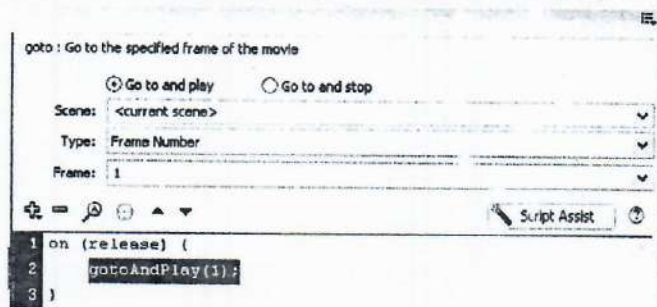 goto : Go to the specified frame of the movie
Go to and play Go to and stop
Scene: <current scene>
Type: Frame Number
Frame: 1
Script Assist
1 on (release) {
2 gotoAndPlay(1);
3 }